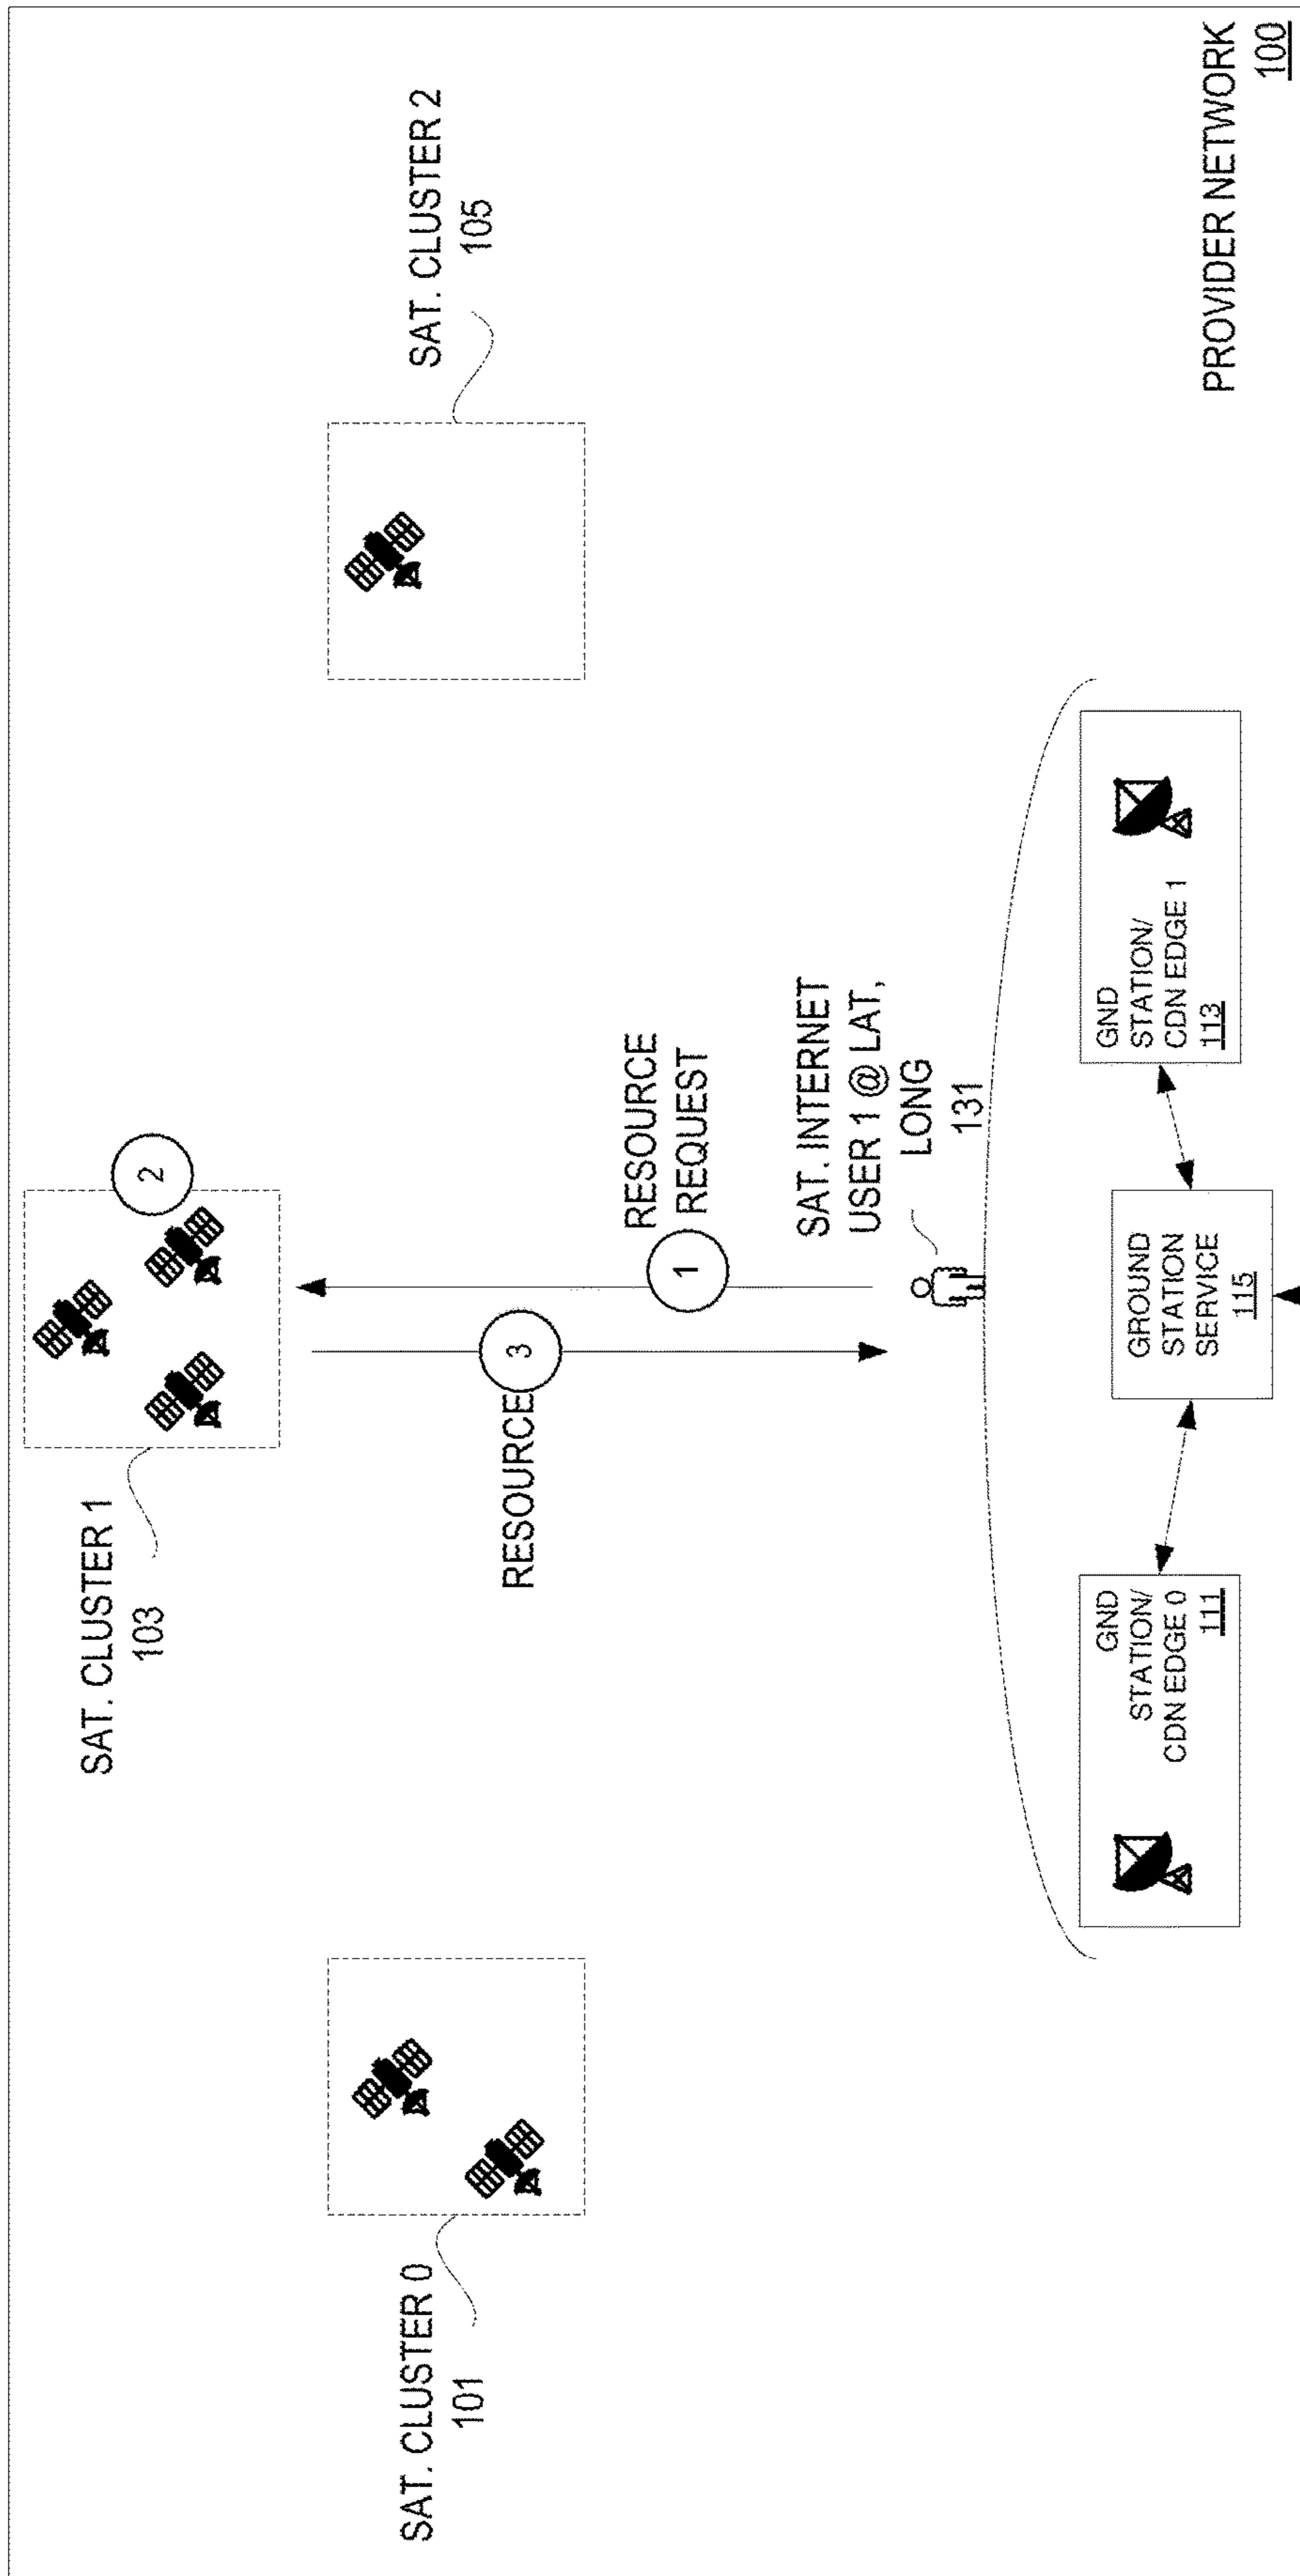 SAT. CLUSTER 1
103
2
SAT. CLUSTER 0
101
SAT. CLUSTER 2
105
RESOURCE
3
1
RESOURCE
REQUEST
SAT. INTERNET
USER 1 @ LAT,
LONG
131
GND
STATION/
CDN EDGE 0
111
GROUND
STATION
SERVICE
115
GND
STATION/
CDN EDGE 1
113
PROVIDER NETWORK
100